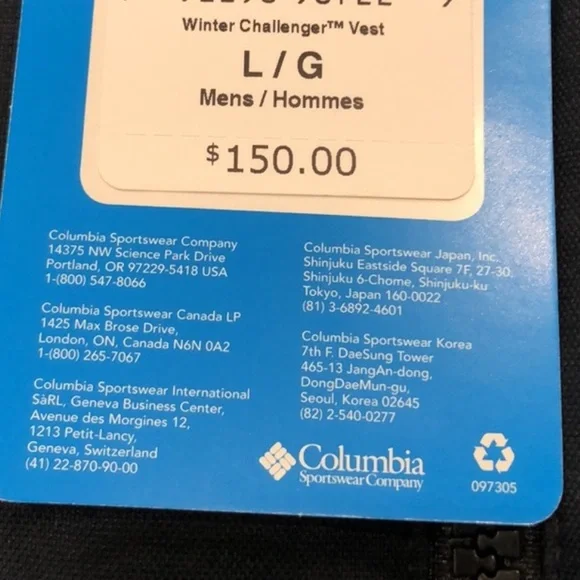 Winter Challenger™ Vest
L / G
Mens / Hommes
$150.00
Columbia Sportswear Company
14375 NW Science Park Drive
Portland, OR 97229-5418 USA
1-(800) 547-8066
Columbia Sportswear Canada LP
1425 Max Brose Drive,
London, ON, Canada N6N 0A2
1-(800) 265-7067
Columbia Sportswear International
SàRL, Geneva Business Center,
Avenue des Morgines 12,
1213 Petit-Lancy,
Geneva, Switzerland
(41) 22-870-90-00
Columbia Sportswear Japan, Inc.
Shinjuku Eastside Square 7F, 27-30,
Shinjuku 6-Chome, Shinjuku-ku
Tokyo, Japan 160-0022
(81) 3-6892-4601
Columbia Sportswear Korea
7th F. DaeSung Tower
465-13 JangAn-dong,
DongDaeMun-gu,
Seoul, Korea 02645
(82) 2-540-0277
Columbia
Sportswear Company
097305